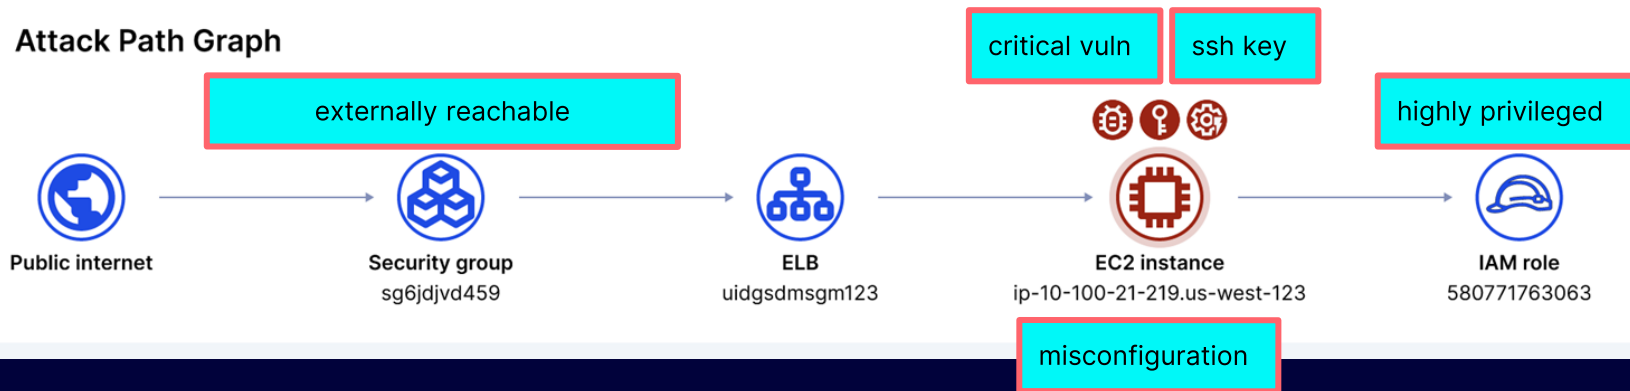 Attack Path Graph
critical vuln
ssh key
externally reachable
highly privileged
Public internet
Security group
sg6jdjvd459
ELB
uidgsdmsgm123
EC2 instance
ip-10-100-21-219.us-west-123
IAM role
580771763063
misconfiguration